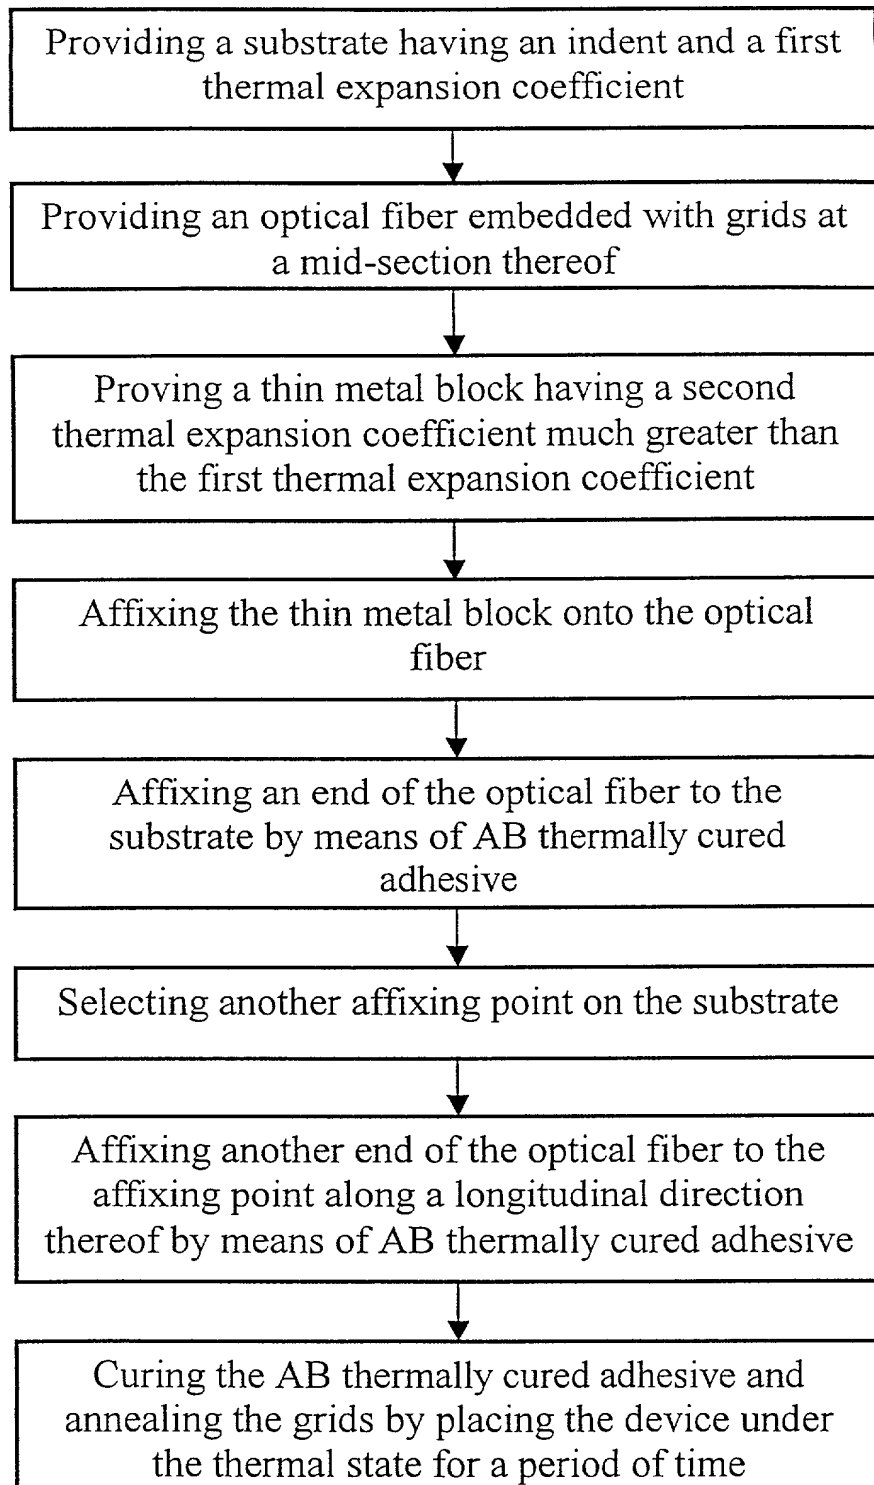 Providing a substrate having an indent and a first
thermal expansion coefficient
Providing an optical fiber embedded with grids at
a mid-section thereof
Proving a thin metal block having a second
thermal expansion coefficient much greater than
the first thermal expansion coefficient
Affixing the thin metal block onto the optical
fiber
Affixing an end of the optical fiber to the
substrate by means of AB thermally cured
adhesive
Selecting another affixing point on the substrate
Affixing another end of the optical fiber to the
affixing point along a longitudinal direction
thereof by means of AB thermally cured adhesive
Curing the AB thermally cured adhesive and
annealing the grids by placing the device under
the thermal state for a period of time